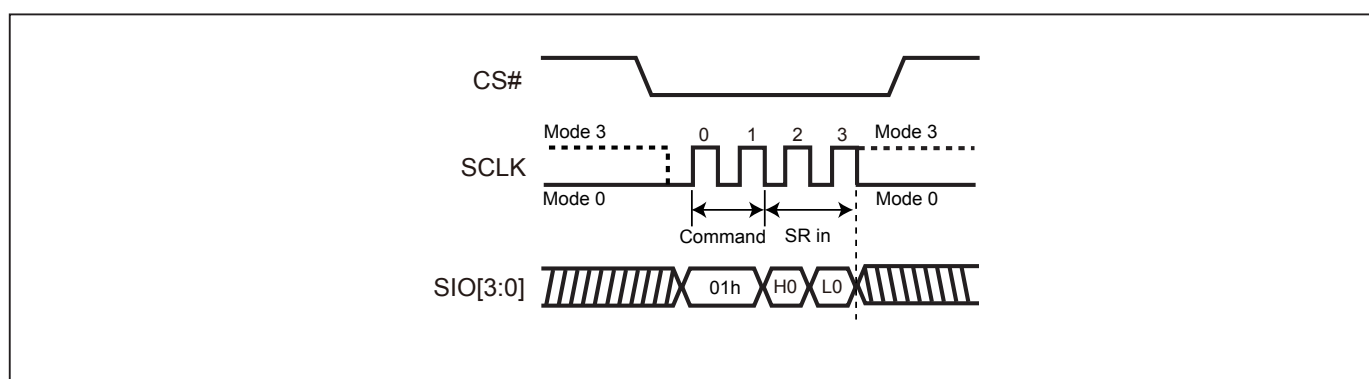 CS#
Mode 3 0 1 2 3 Mode 3
SCLK
Mode 0 Mode 0
Command SR in
SIO[3:0] 01h H0 L0